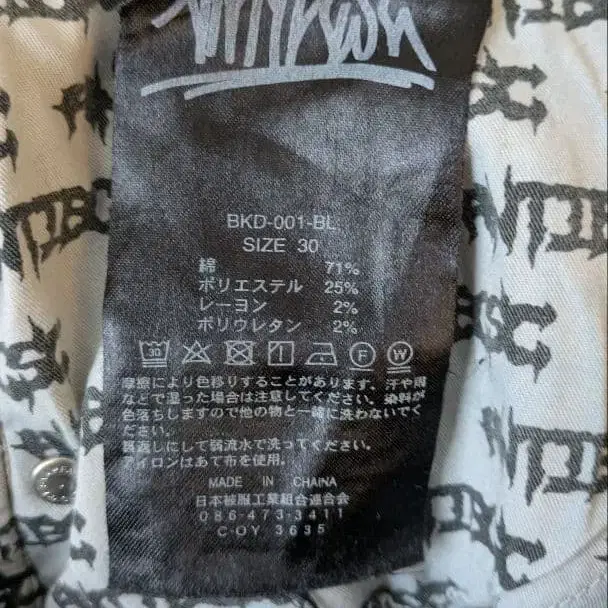 BKD-001-BL
SIZE 30
綿 71%
ポリエステル 25%
レーヨン 2%
ポリウレタン 2%
30 F W
摩擦により色移りすることがあります。汗や雨
などで湿った場合は注意してください。染料が
色落ちしますので他の物と一緒に洗わないでく
ださい。
裏返しにして弱流水で洗ってください。
アイロンはあて布を使用。
MADE IN CHAINA
日本被服工業組合連合会
086-473-3411
C-OY 3635